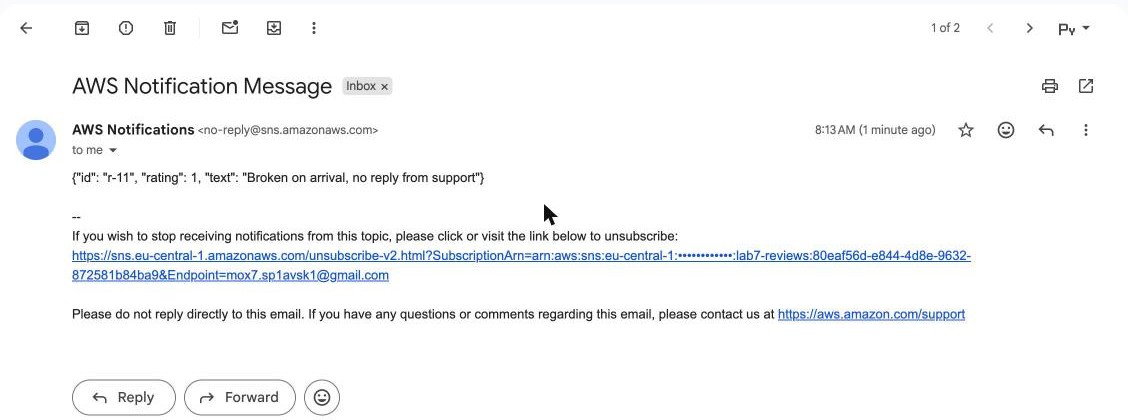 1 of 2
Py
AWS Notification Message Inbox ×
AWS Notifications <no-reply@sns.amazonaws.com> 8:13 AM (1 minute ago)
to me
{"id": "r-11", "rating": 1, "text": "Broken on arrival, no reply from support"}
--
If you wish to stop receiving notifications from this topic, please click or visit the link below to unsubscribe:
https://sns.eu-central-1.amazonaws.com/unsubscribe-v2.html?SubscriptionArn=arn:aws:sns:eu-central-1:••••••••••••:lab7-reviews:80eaf56d-e844-4d8e-9632-
872581b84ba9&Endpoint=mox7.sp1avsk1@gmail.com
Please do not reply directly to this email. If you have any questions or comments regarding this email, please contact us at https://aws.amazon.com/support
Reply Forward